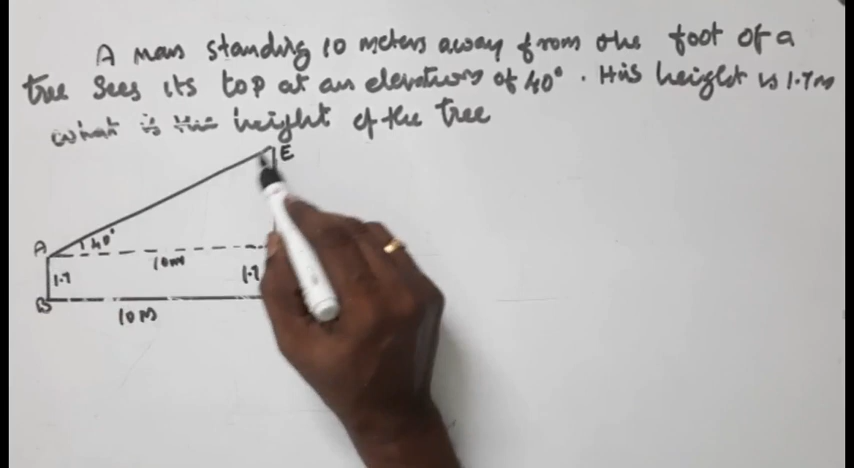 A man standing 10 meters away from the foot of a
tree sees its top at an elevation of 40°. His height is 1.7m
what is the height of the tree
E
A 40°
10m
1.7 1.7
B
10M